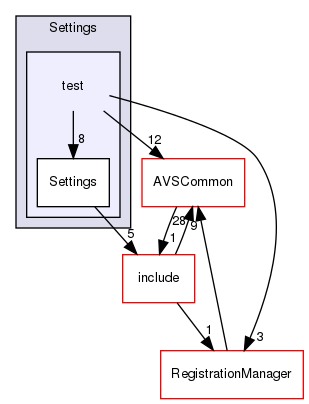 Settings
test
8
12
Settings
AVSCommon
5
28
9
1
include
1
3
RegistrationManager